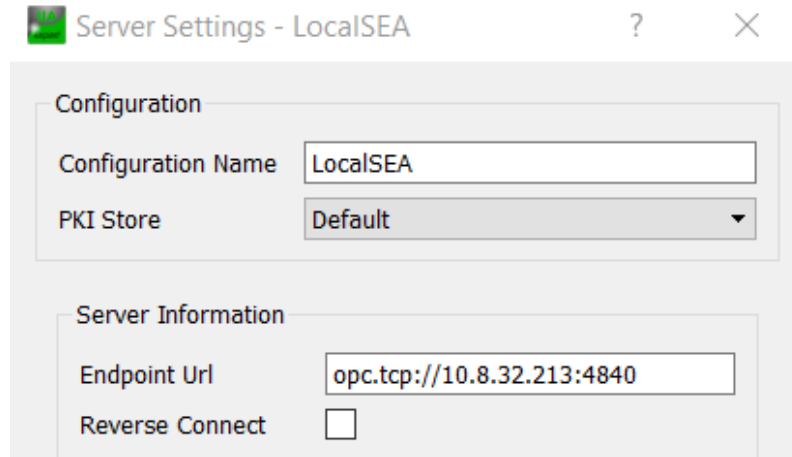 Server Settings - LocalSEA ?
Configuration
Configuration Name LocalSEA
PKI Store Default
Server Information
Endpoint Url opc.tcp://10.8.32.213:4840
Reverse Connect